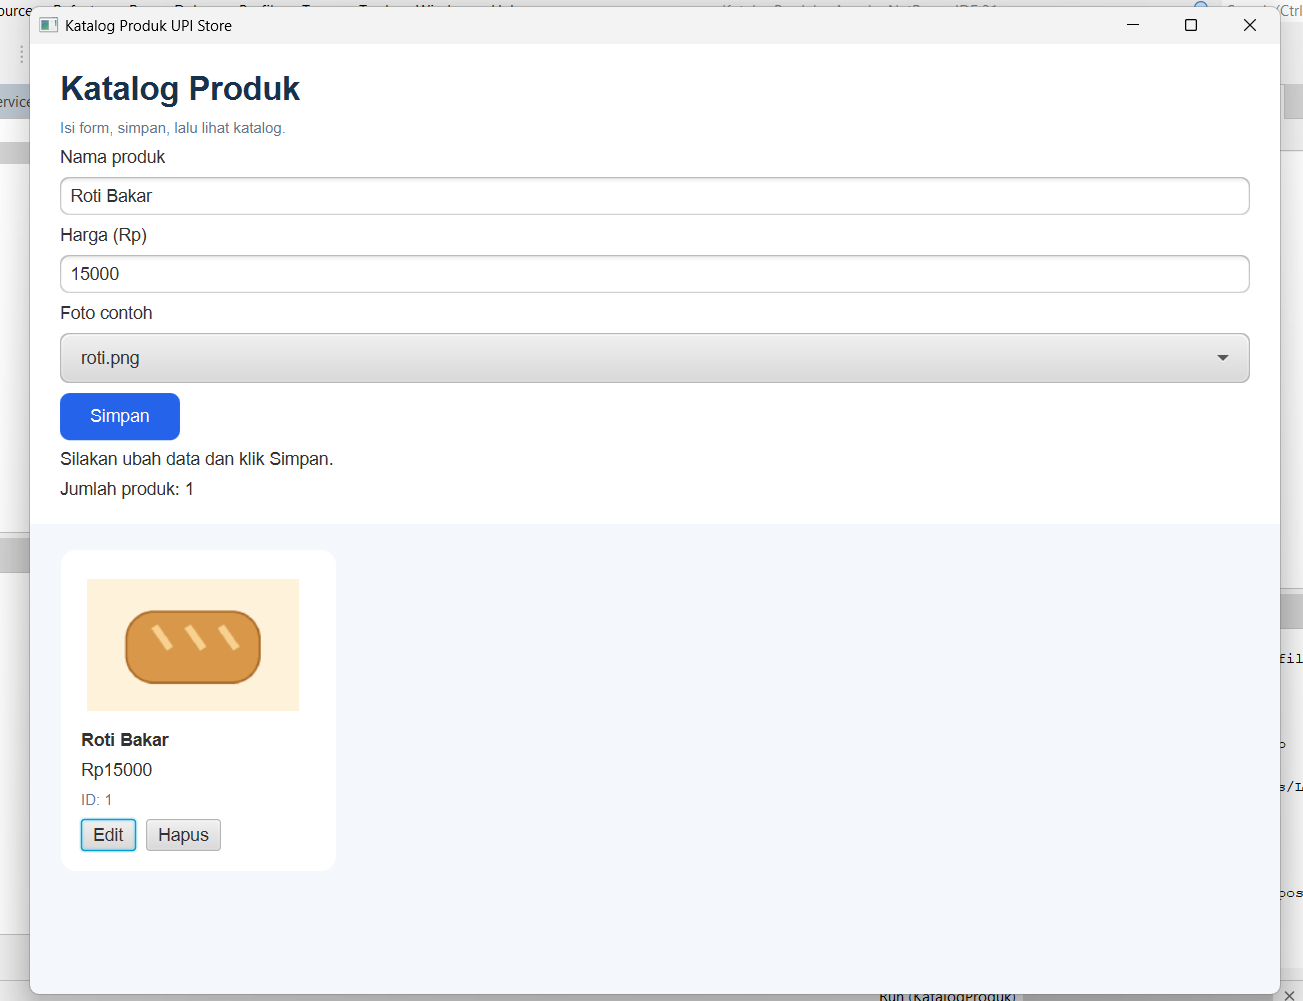 Katalog Produk UPI Store
Katalog Produk
Isi form, simpan, lalu lihat katalog.
Nama produk
Roti Bakar
Harga (Rp)
15000
Foto contoh
roti.png
Simpan
Silakan ubah data dan klik Simpan.
Jumlah produk: 1
Roti Bakar
Rp15000
ID: 1
Edit
Hapus
Run (KatalogProduk)